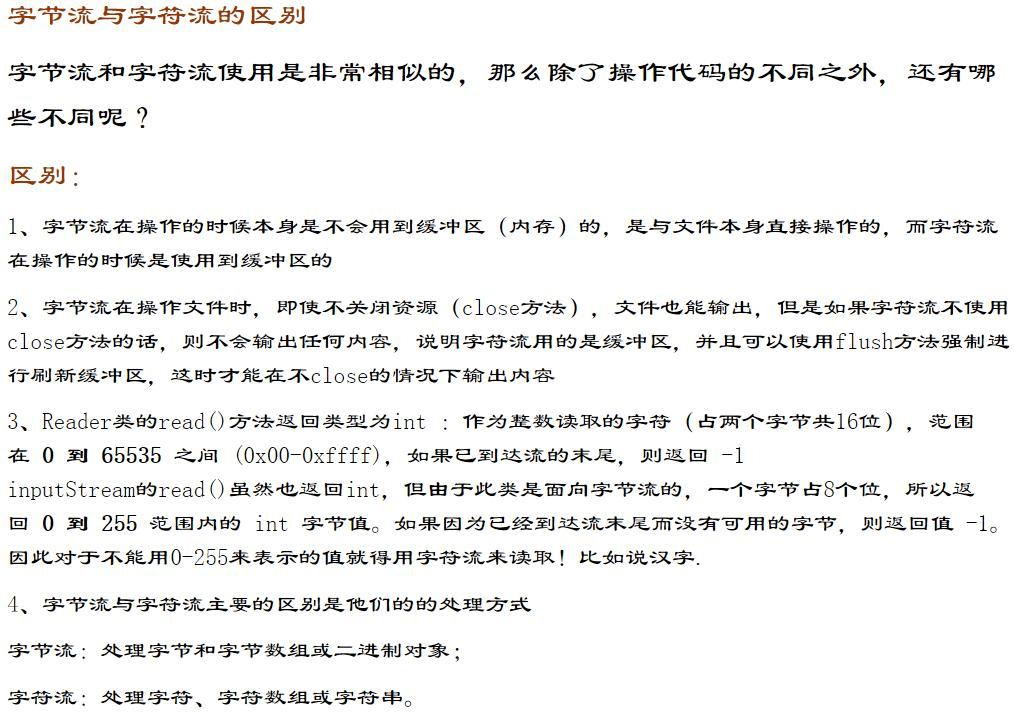 字节流与字符流的区别
字节流和字符流使用是非常相似的，那么除了操作代码的不同之外，还有哪
些不同呢？
区别：
1、字节流在操作的时候本身是不会用到缓冲区（内存）的，是与文件本身直接操作的，而字符流
在操作的时候是使用到缓冲区的
2、字节流在操作文件时，即使不关闭资源（close方法），文件也能输出，但是如果字符流不使用
close方法的话，则不会输出任何内容，说明字符流用的是缓冲区，并且可以使用flush方法强制进
行刷新缓冲区，这时才能在不close的情况下输出内容
3、Reader类的read()方法返回类型为int ：作为整数读取的字符（占两个字节共16位），范围
在 0 到 65535 之间 (0x00-0xffff)，如果已到达流的末尾，则返回 -1
inputStream的read()虽然也返回int，但由于此类是面向字节流的，一个字节占8个位，所以返
回 0 到 255 范围内的 int 字节值。如果因为已经到达流末尾而没有可用的字节，则返回值 -1。
因此对于不能用0-255来表示的值就得用字符流来读取！比如说汉字.
4、字节流与字符流主要的区别是他们的的处理方式
字节流：处理字节和字节数组或二进制对象；
字符流：处理字符、字符数组或字符串。